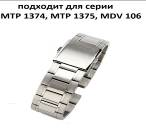 подходит для серии
MTP 1374, MTP 1375, MDV 106